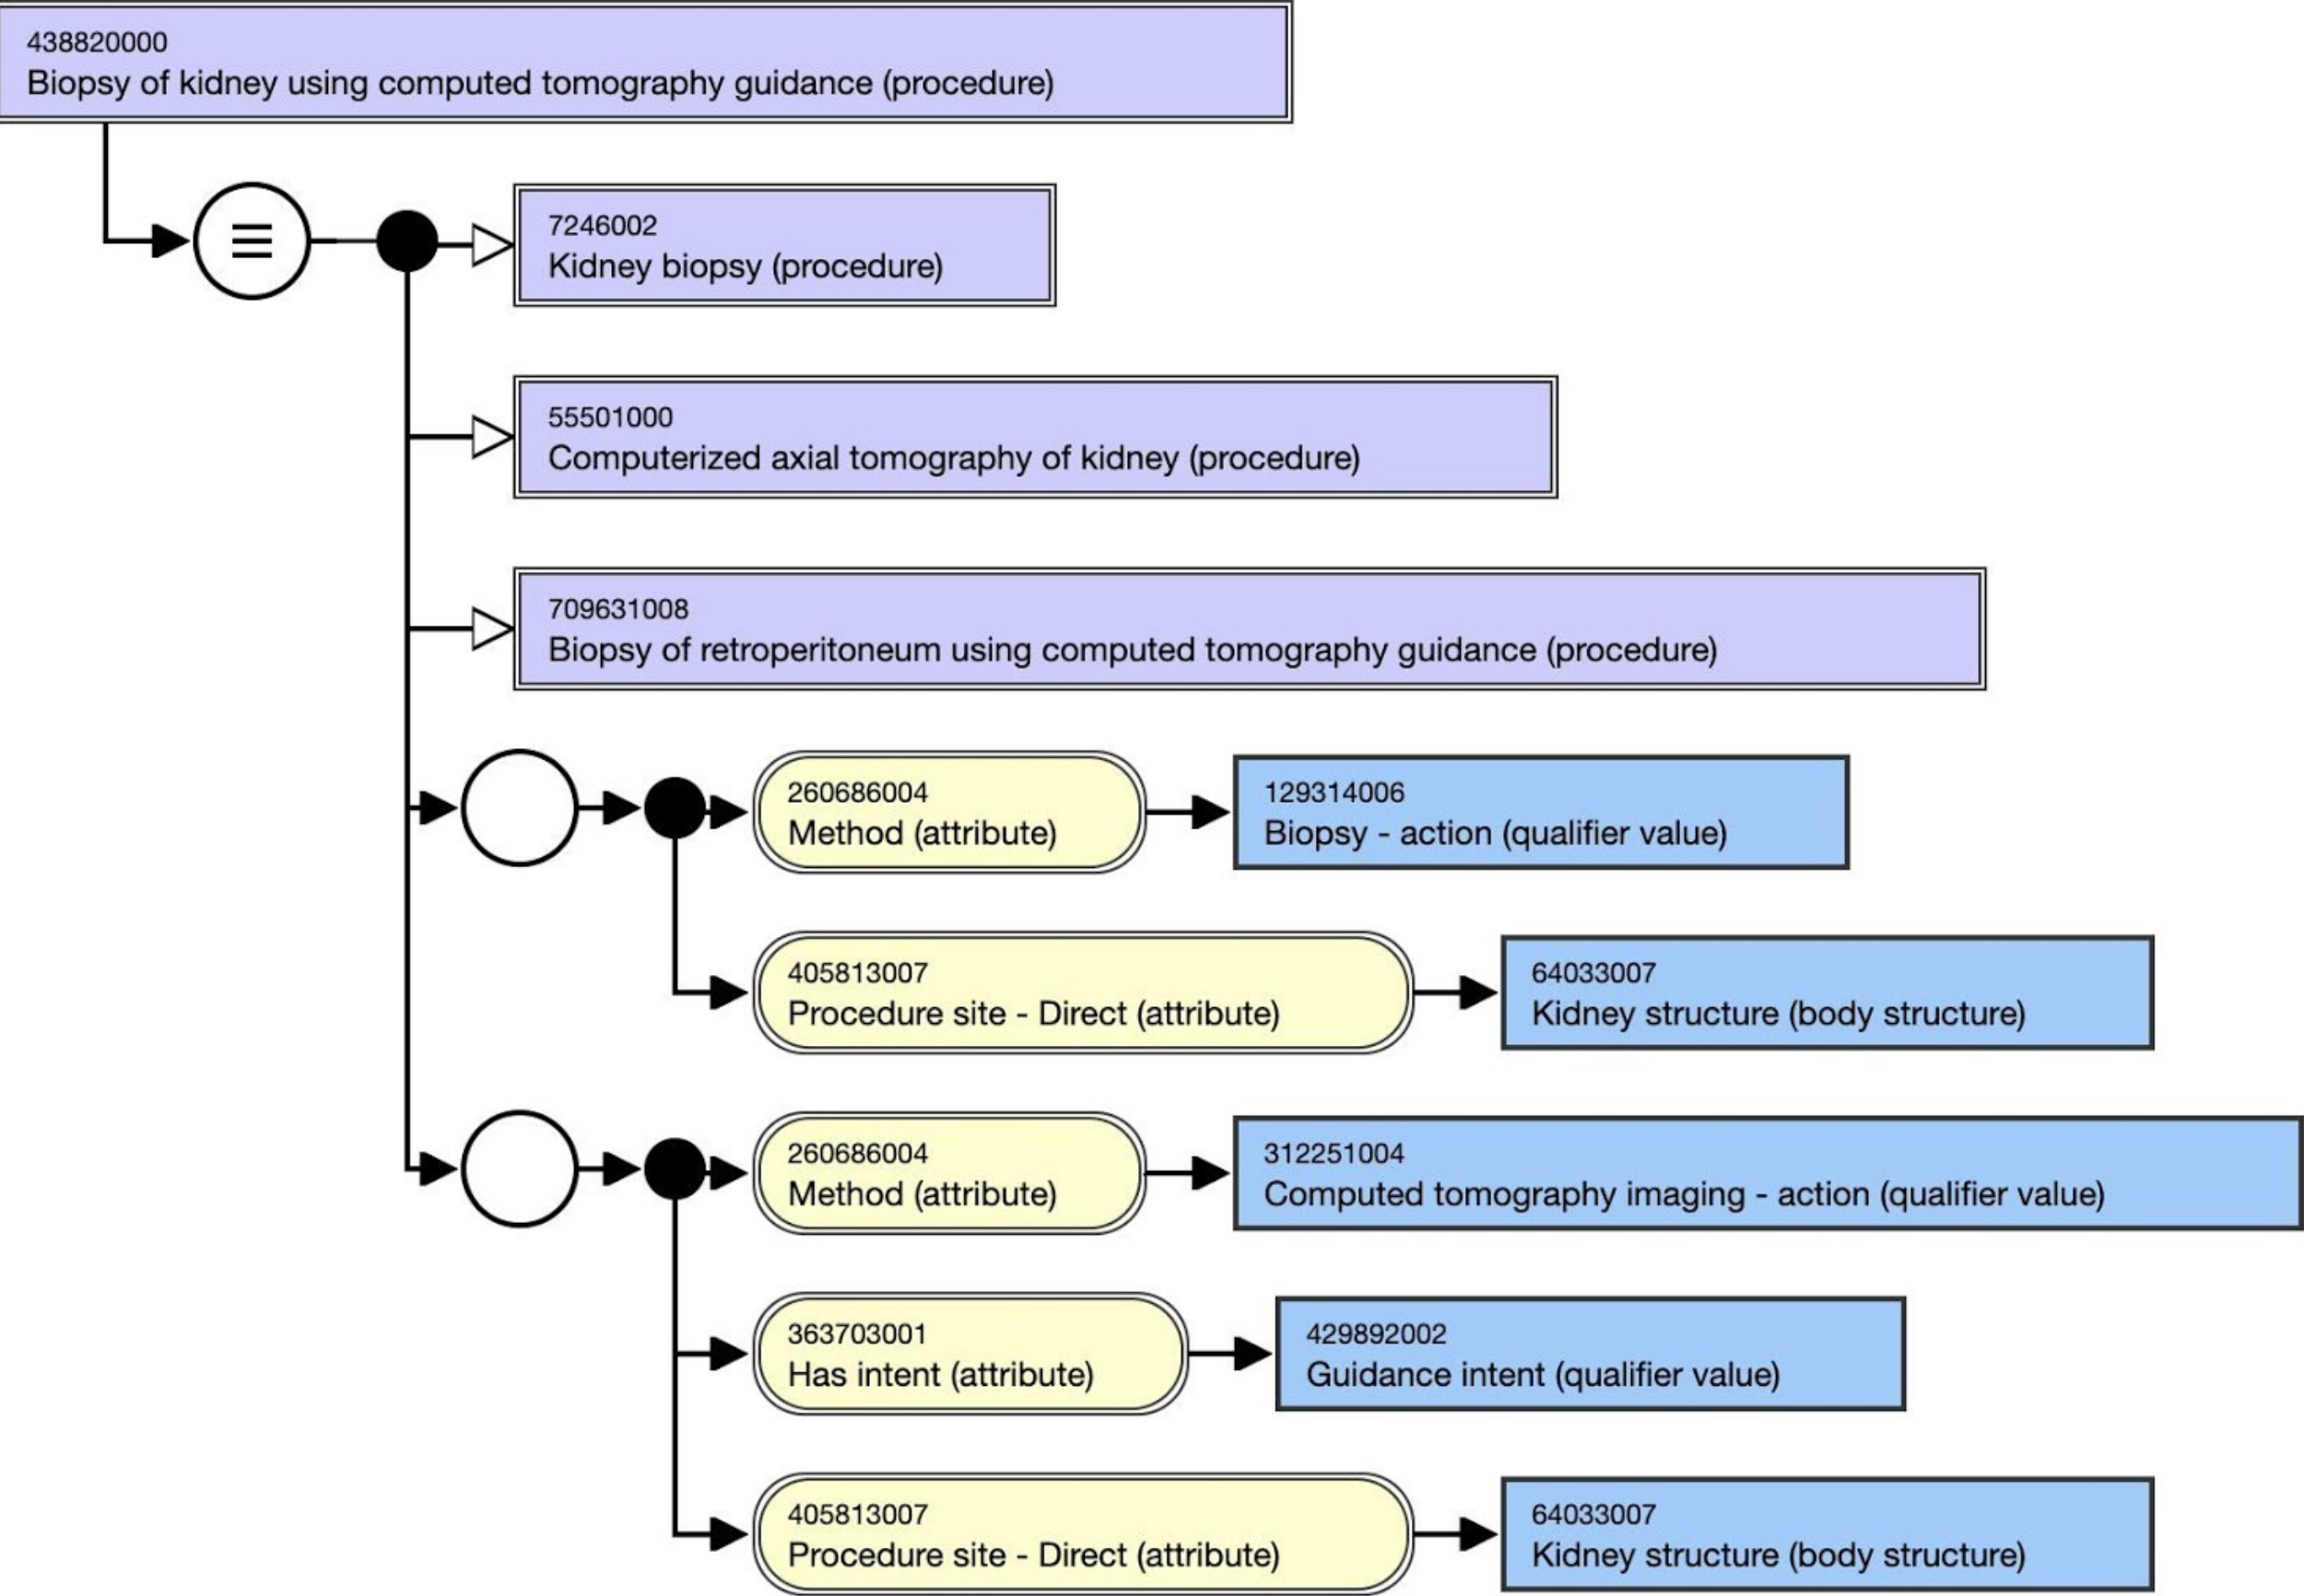 438820000
Biopsy of kidney using computed tomography guidance (procedure)
7246002
Kidney biopsy (procedure)
55501000
Computerized axial tomography of kidney (procedure)
709631008
Biopsy of retroperitoneum using computed tomography guidance (procedure)
260686004
Method (attribute)
129314006
Biopsy - action (qualifier value)
405813007
Procedure site - Direct (attribute)
64033007
Kidney structure (body structure)
260686004
Method (attribute)
312251004
Computed tomography imaging - action (qualifier value)
363703001
Has intent (attribute)
429892002
Guidance intent (qualifier value)
405813007
Procedure site - Direct (attribute)
64033007
Kidney structure (body structure)